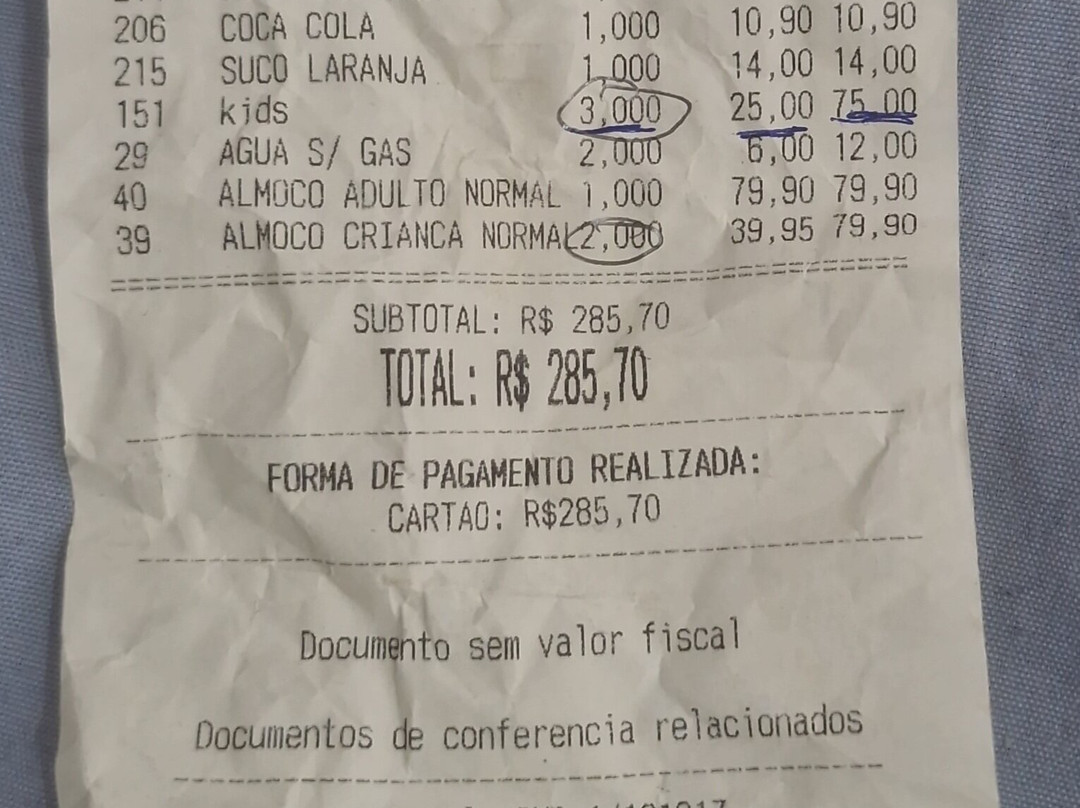 206 COCA COLA 1,000 10,90 10,90
215 SUCO LARANJA 1,000 14,00 14,00
151 kids 3,000 25,00 75,00
29 AGUA S/ GAS 2,000 6,00 12,00
40 ALMOCO ADULTO NORMAL 1,000 79,90 79,90
39 ALMOCO CRIANCA NORMAL 2,000 39,95 79,90
SUBTOTAL: R$ 285,70
TOTAL: R$ 285,70
FORMA DE PAGAMENTO REALIZADA:
CARTAO: R$285,70
Documento sem valor fiscal
Documentos de conferencia relacionados